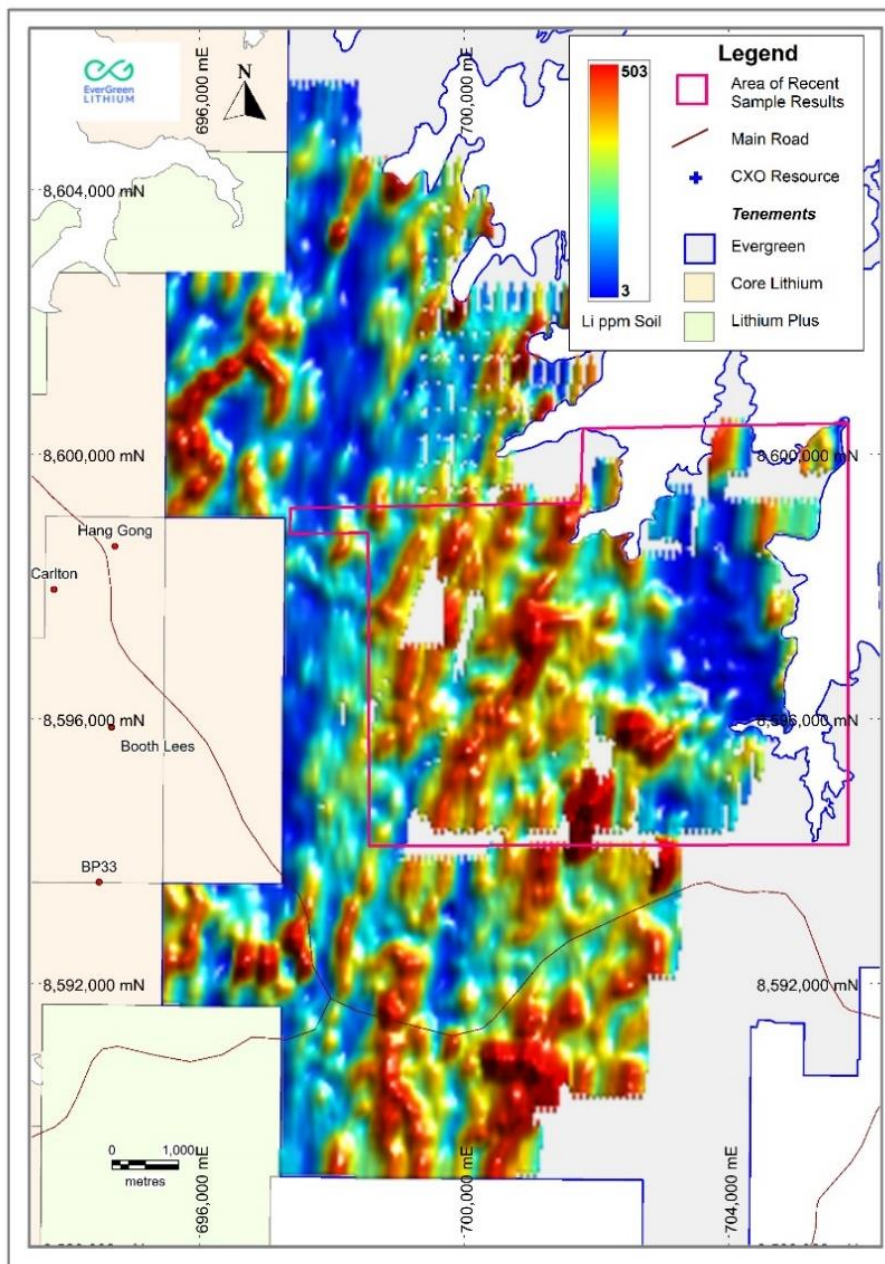 EverGreen
LITHIUM
N
696,000 mE
700,000 mE
Legend
503
3
Li ppm Soil
Area of Recent
Sample Results
Main Road
CXO Resource
Tenements
Evergreen
Core Lithium
Lithium Plus
8,604,000 mN
8,600,000 mN
8,600,000 mN
Hang Gong
Carlton
8,596,000 mN
8,596,000 mN
Booth Lees
BP33
8,592,000 mN
8,592,000 mN
0 1,000
metres
696,000 mE
700,000 mE
704,000 mE